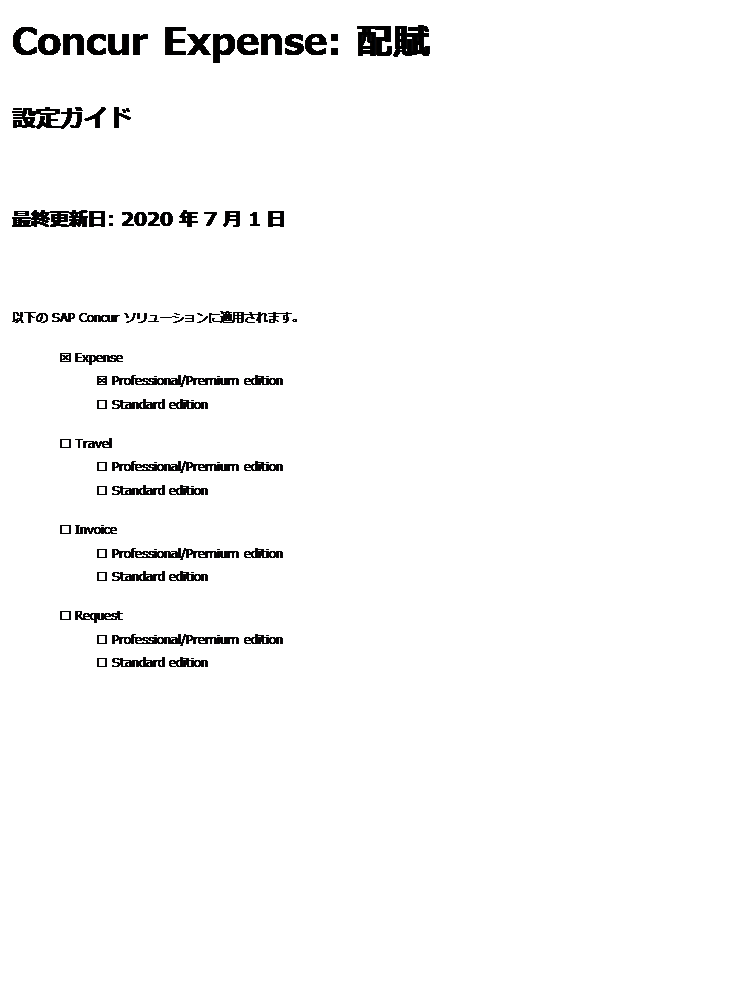 Concur Expense: 配賦
設定ガイド
最終更新日: 2020 年 7 月 1 日
以下の SAP Concur ソリューションに適用されます。
☒ Expense
☒ Professional/Premium edition
☐ Standard edition
☐ Travel
☐ Professional/Premium edition
☐ Standard edition
☐ Invoice
☐ Professional/Premium edition
☐ Standard edition
☐ Request
☐ Professional/Premium edition
☐ Standard edition